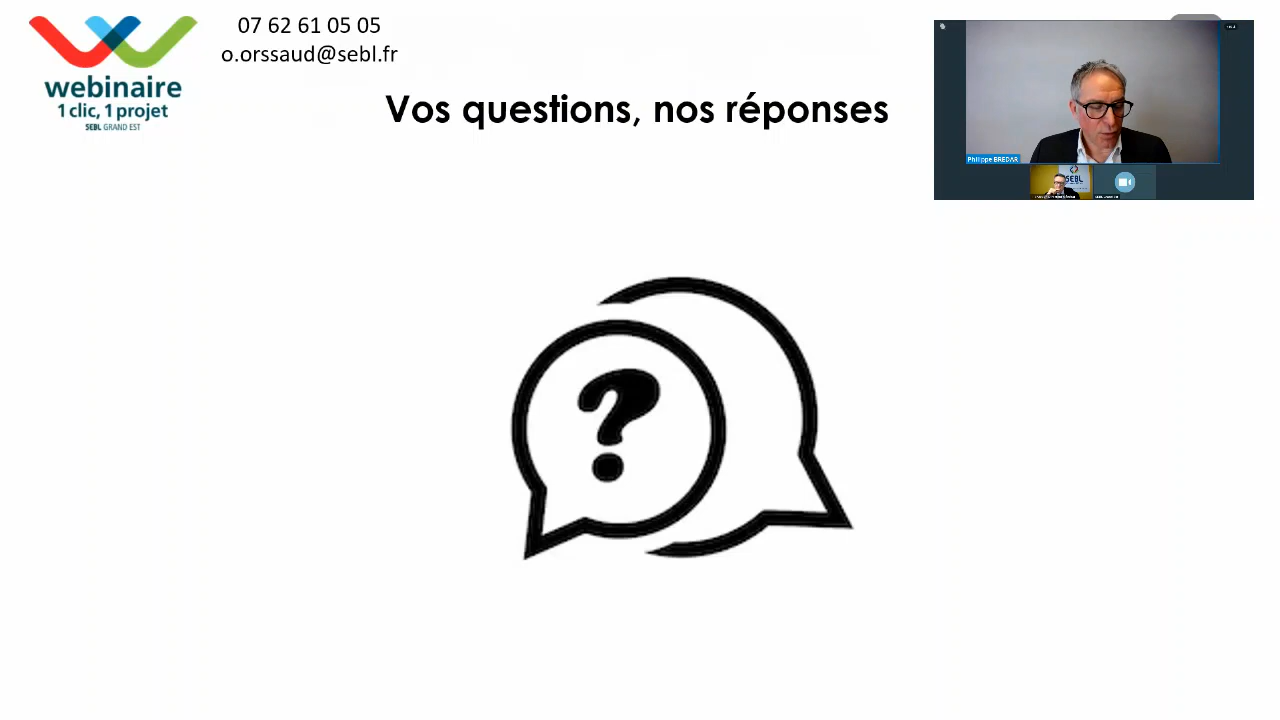 07 62 61 05 05
o.orssaud@sebl.fr
webinaire
1 clic, 1 projet
SEBL GRAND EST
Vos questions, nos réponses
?
Philippe BREDAR
SEBL